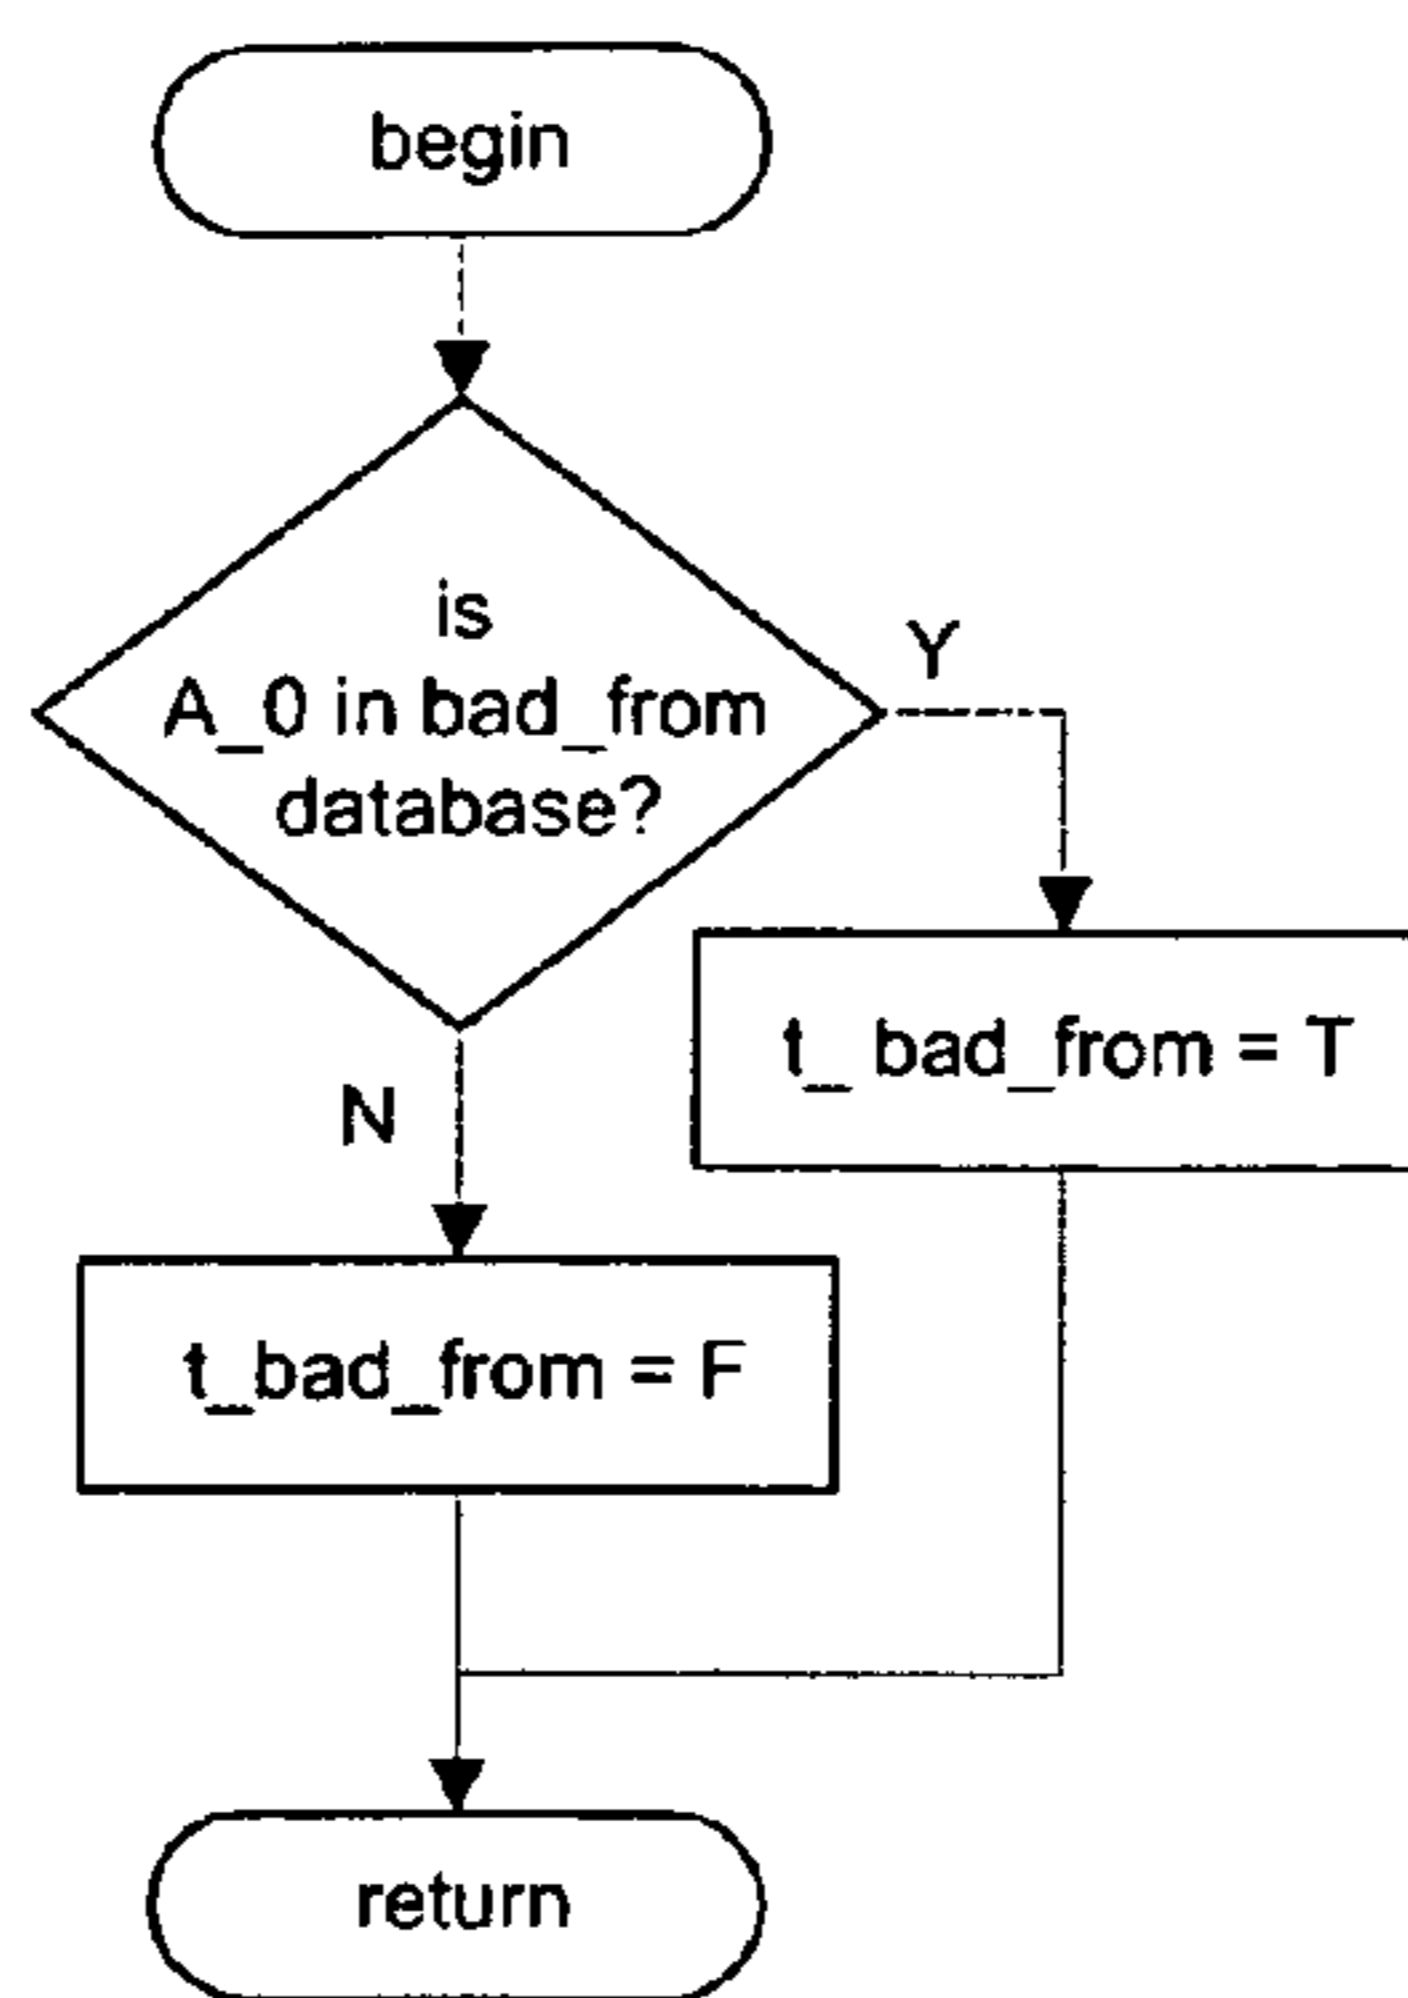 begin
is
A_0 in bad_from
database?
Y
t_ bad_from = T
N
t_bad_from = F
return